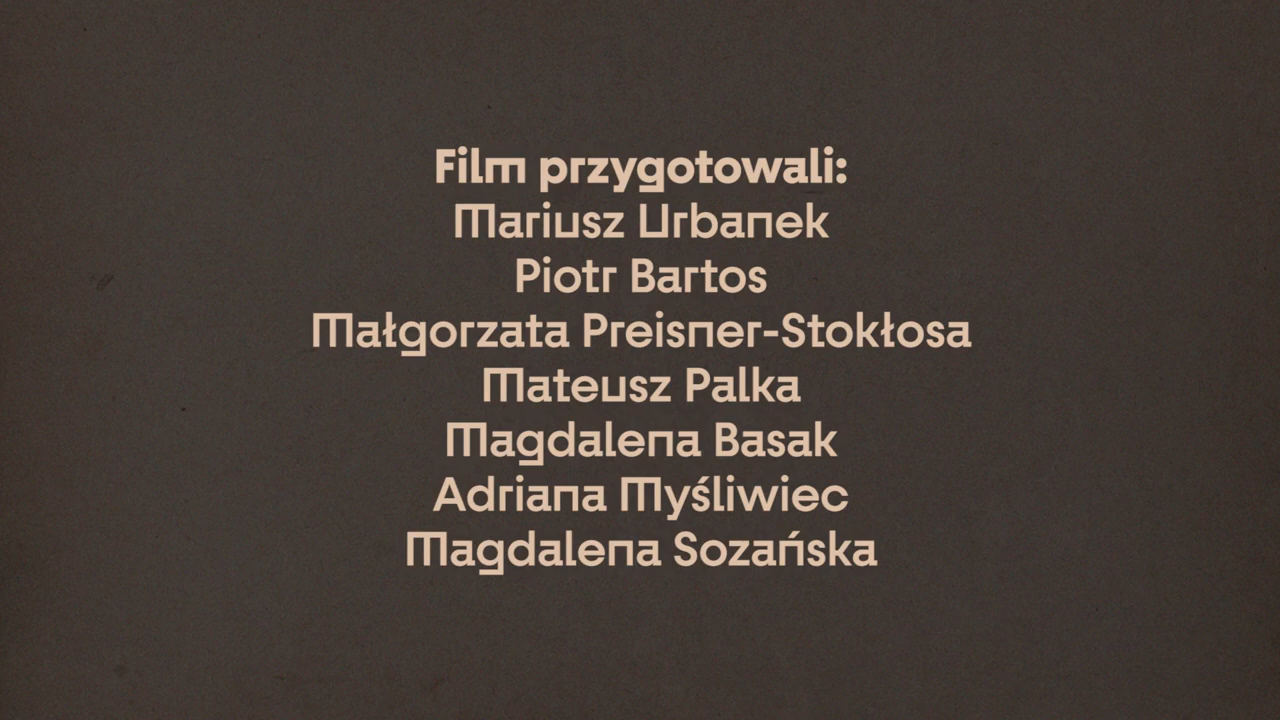 Film przygotowali:
Mariusz Urbanek
Piotr Bartos
Małgorzata Preisner-Stokłosa
Mateusz Palka
Magdalena Basak
Adriana Myśliwiec
Magdalena Sozańska